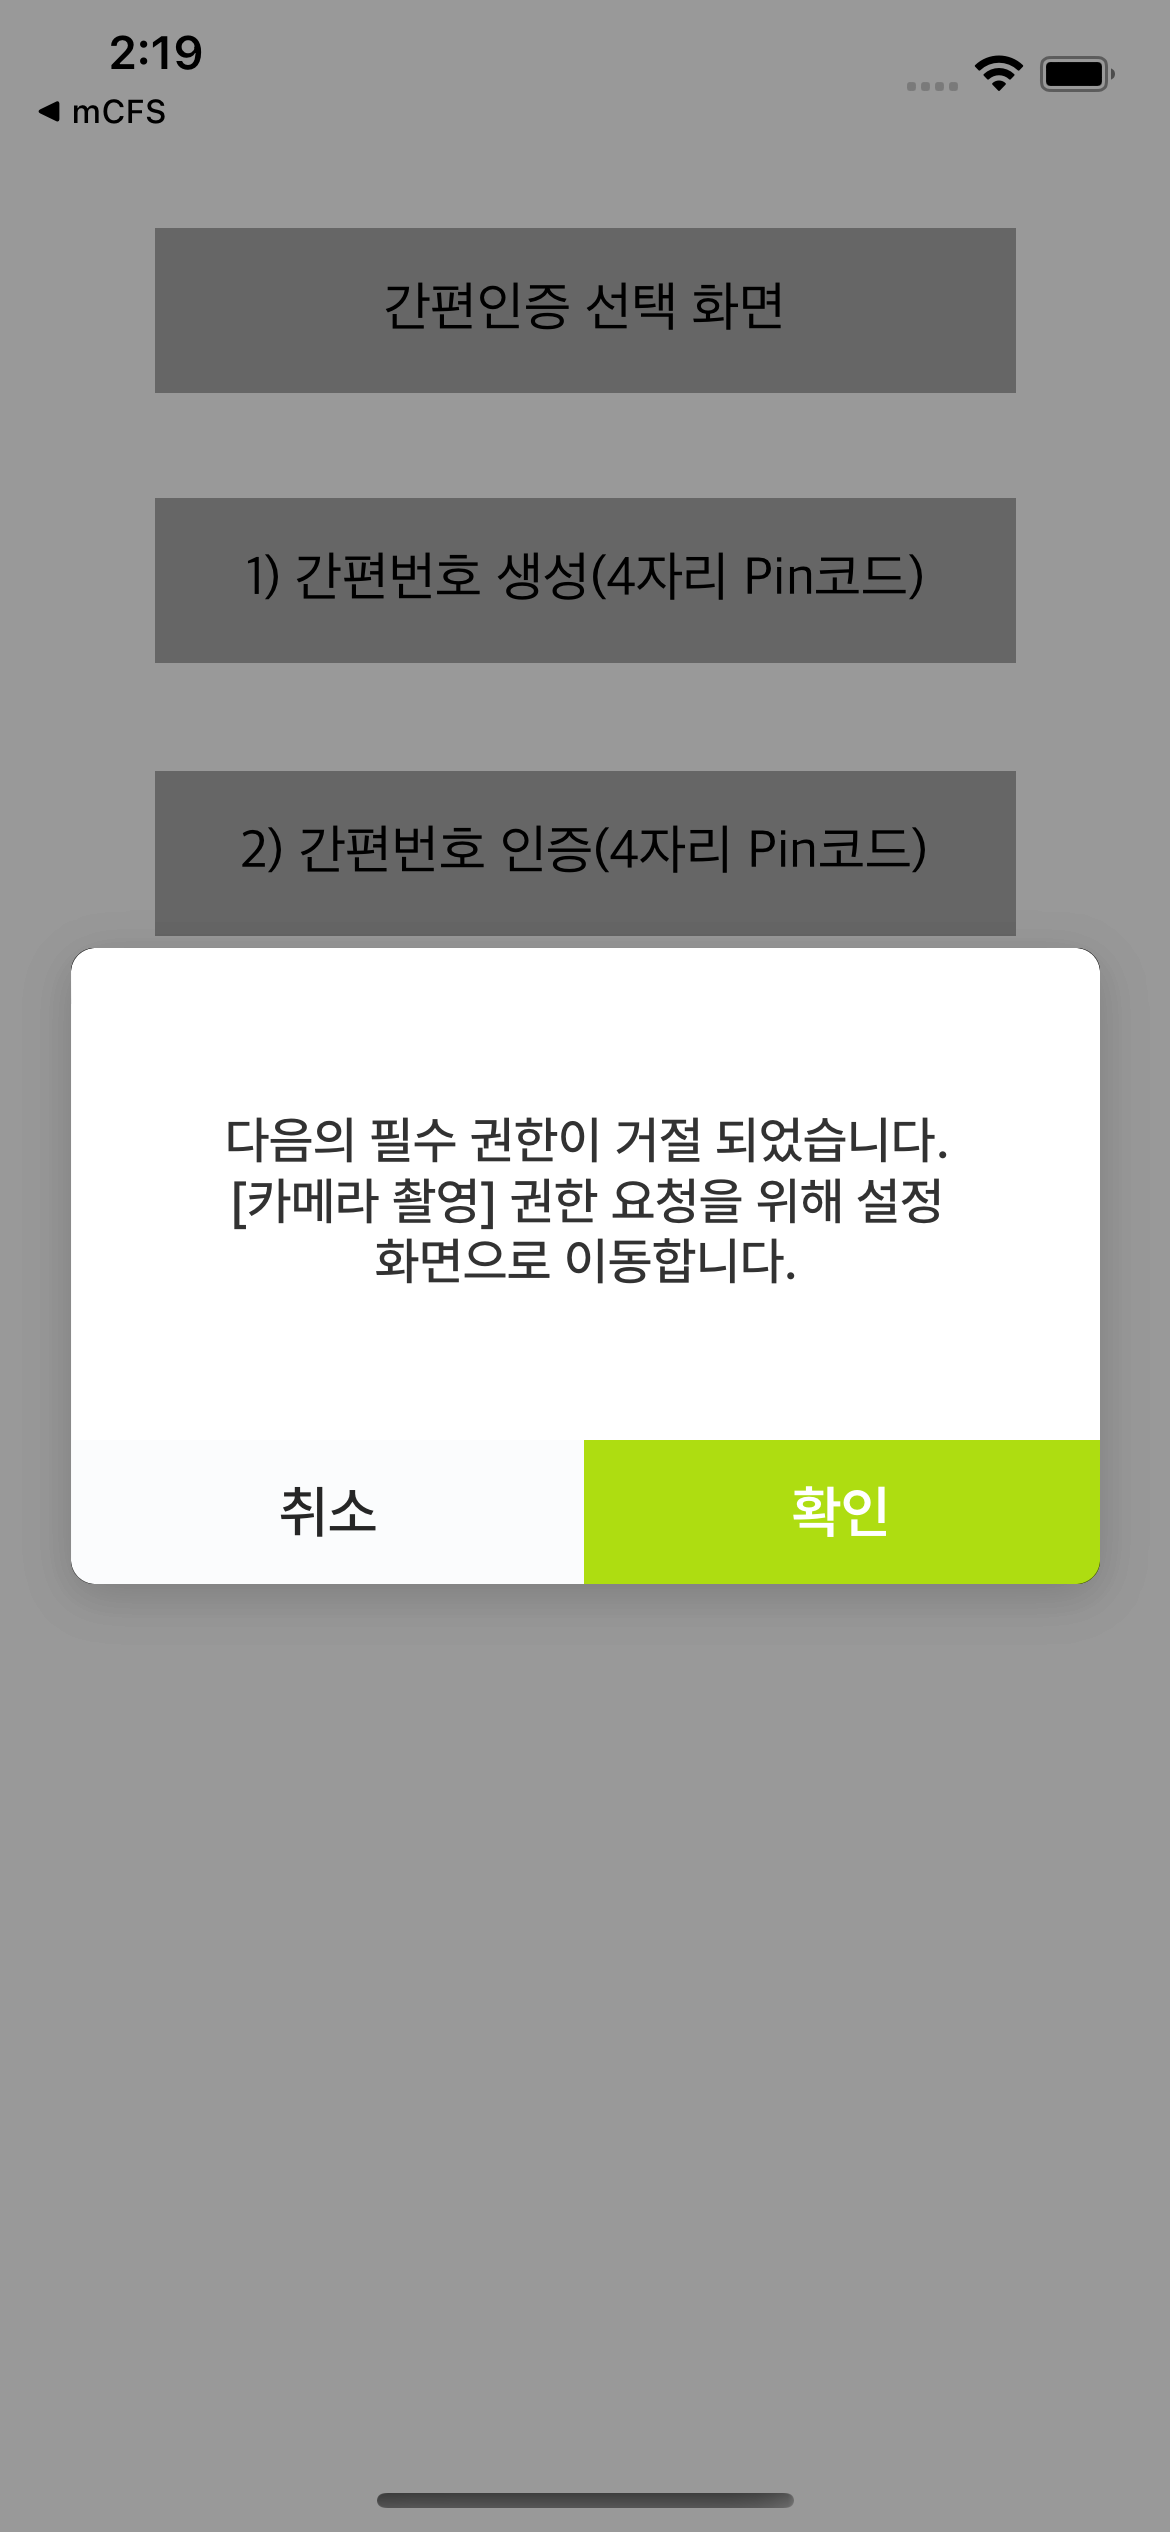 2:19
◀ mCFS
간편인증 선택 화면
1) 간편번호 생성(4자리 Pin코드)
2) 간편번호 인증(4자리 Pin코드)
다음의 필수 권한이 거절 되었습니다.
[카메라 촬영] 권한 요청을 위해 설정
화면으로 이동합니다.
취소
확인